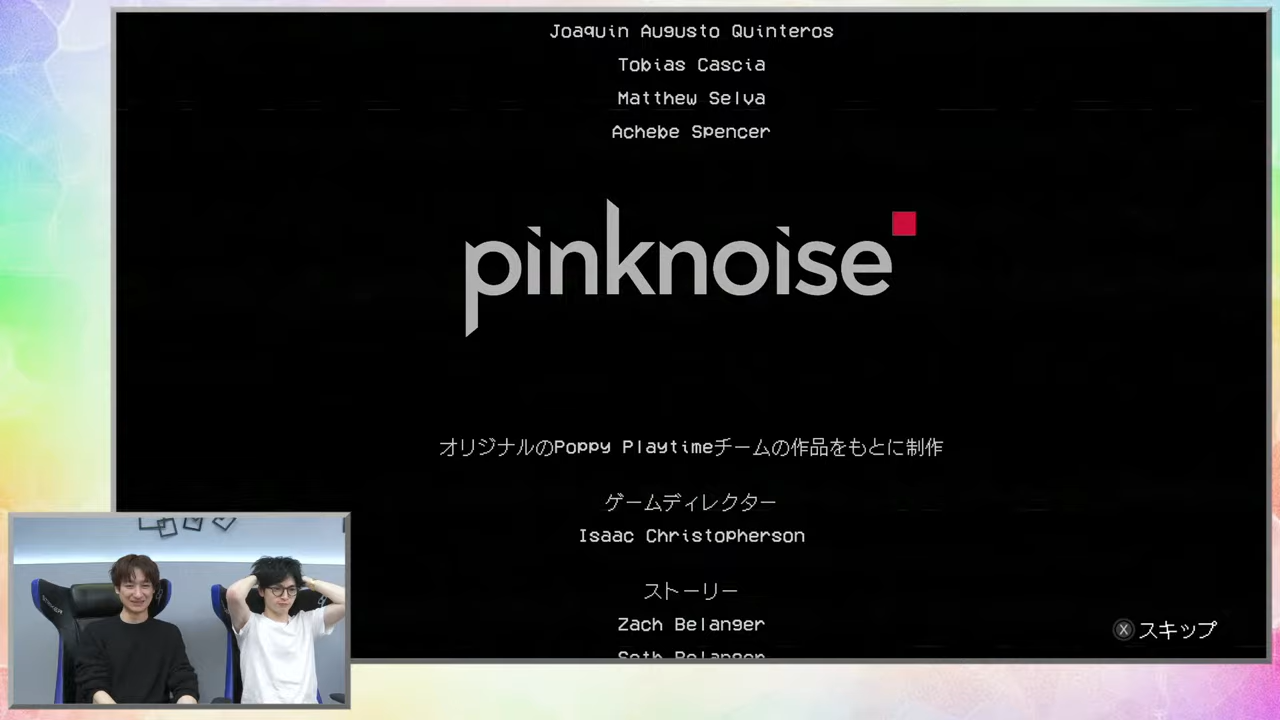 Joaquin Augusto Quinteros
Tobias Cascia
Matthew Selva
Achebe Spencer
pinknoise
オリジナルのPoppy Playtimeチームの作品をもとに制作
ゲームディレクター
Isaac Christopherson
ストーリー
Zach Belanger
Seth Belanger
X スキップ